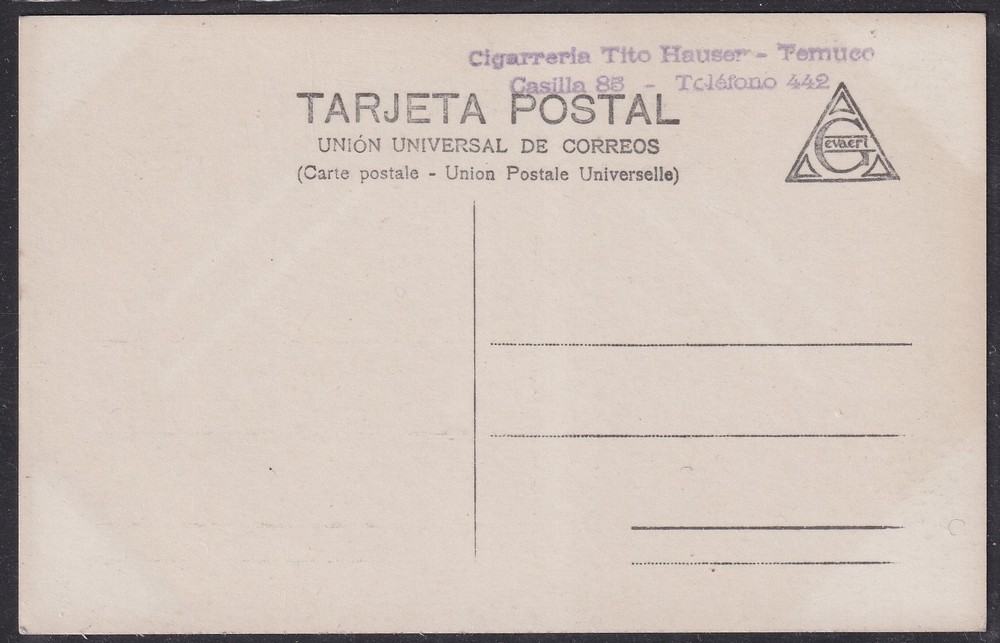 Cigarreria Tito Hauser - Temuco
Casilla 85 - Teléfono 442
TARJETA POSTAL
UNIÓN UNIVERSAL DE CORREOS
(Carte postale - Union Postale Universelle)
Gevaert